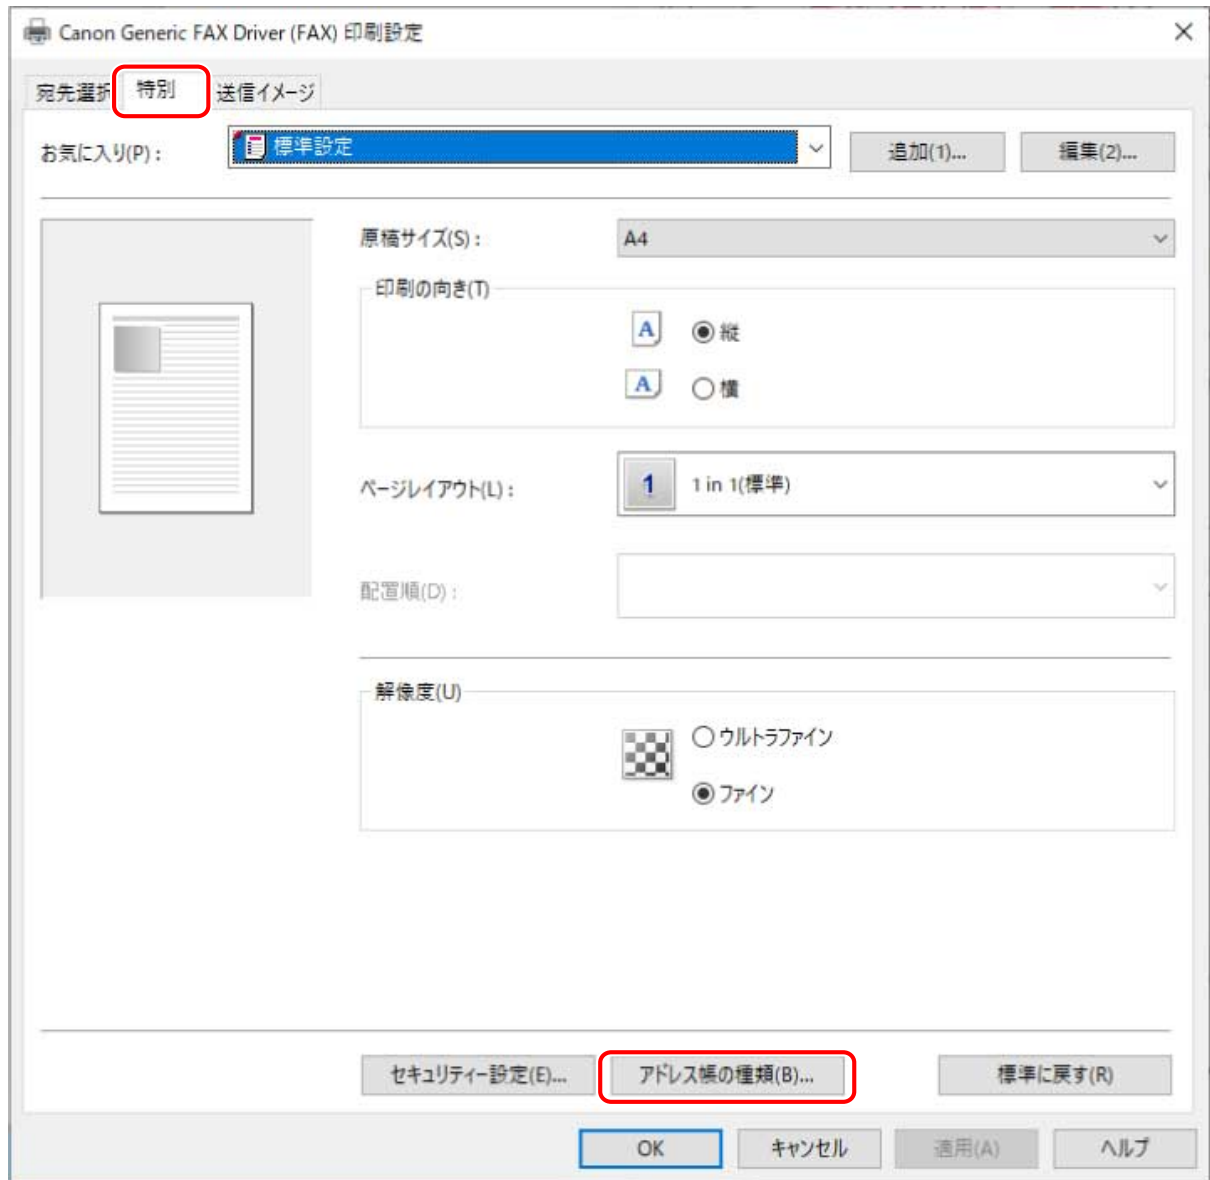 Canon Generic FAX Driver (FAX) 印刷設定
宛先選択 特別 送信イメージ
お気に入り(P): 標準設定 追加(1)... 編集(2)...
原稿サイズ(S): A4
印刷の向き(T)
A 縦
A 横
ページレイアウト(L): 1 1 in 1(標準)
配置順(D):
解像度(U)
ウルトラファイン
ファイン
セキュリティー設定(E)... アドレス帳の種類(B)... 標準に戻す(R)
OK キャンセル 適用(A) ヘルプ